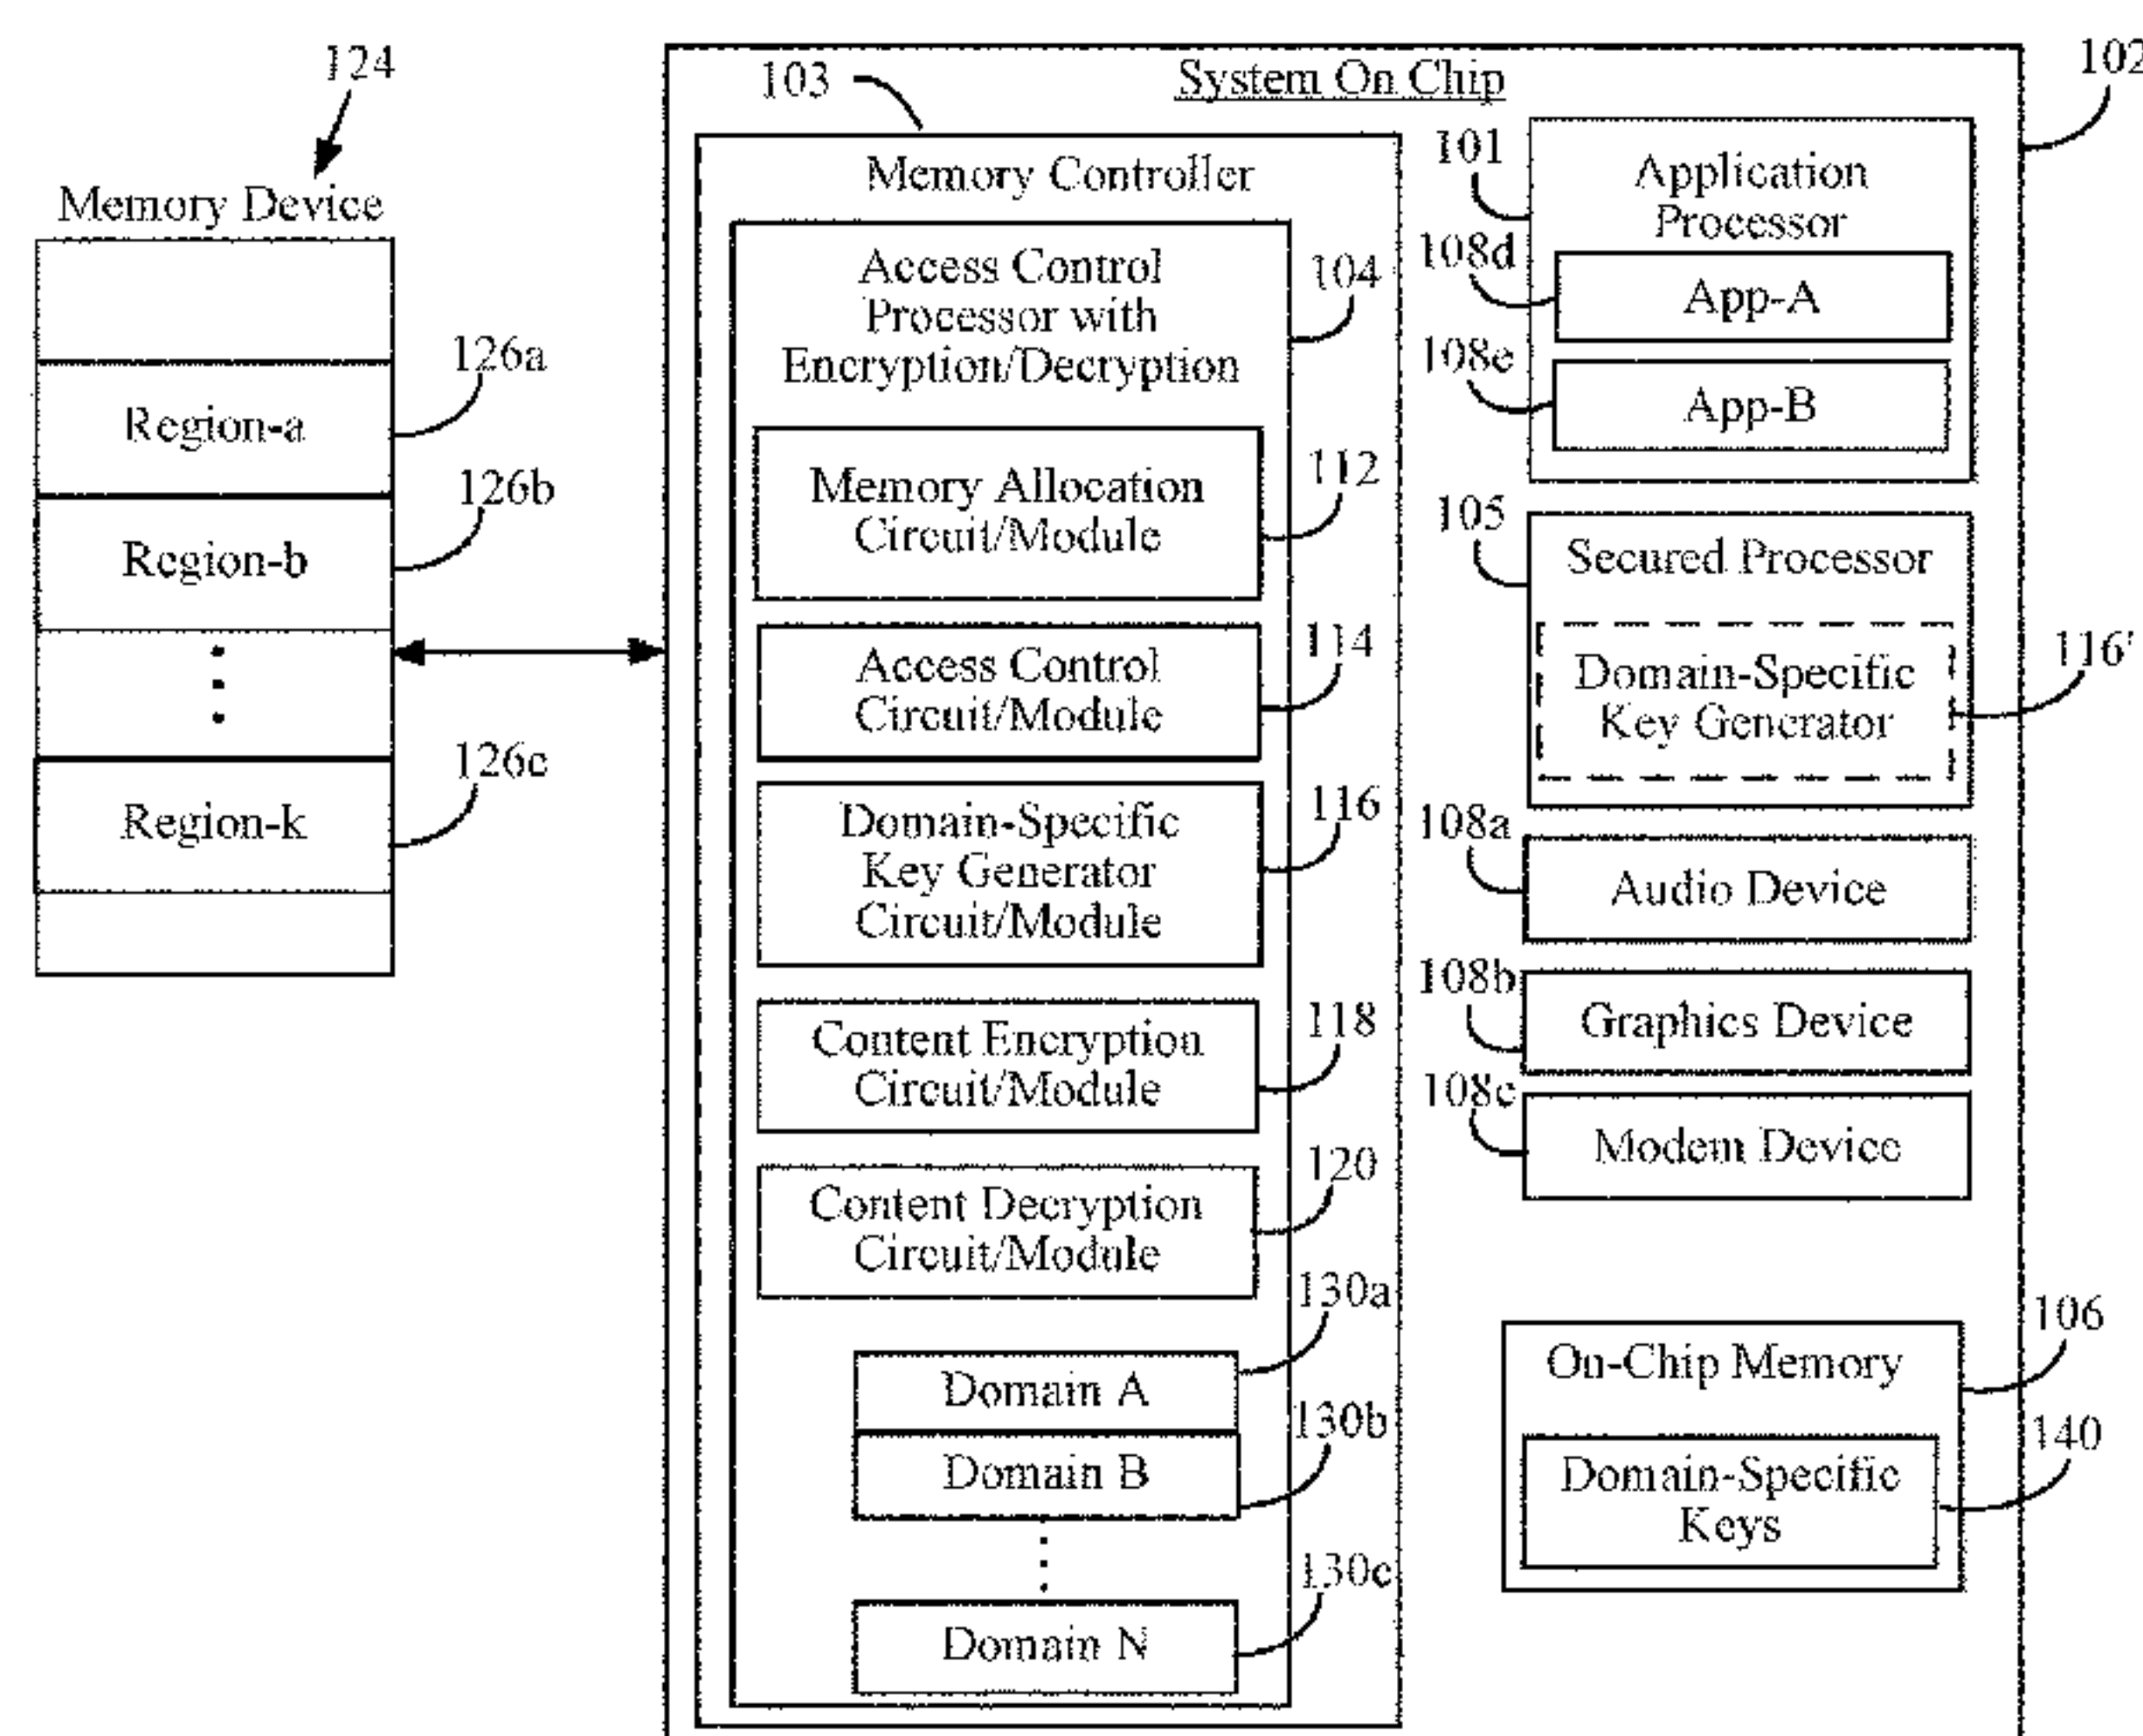 124
Memory Device
Region-a
126a
Region-b
126b
Region-k
126c
System On Chip
102
103
Memory Controller
Access Control
Processor with
Encryption/Decryption
104
Memory Allocation
Circuit/Module
112
Access Control
Circuit/Module
114
Domain-Specific
Key Generator
Circuit/Module
116
Content Encryption
Circuit/Module
118
Content Decryption
Circuit/Module
120
Domain A
130a
Domain B
130b
Domain N
130c
101
Application
Processor
108d
App-A
108e
App-B
105
Secured Processor
Domain-Specific
Key Generator
116'
108a
Audio Device
108b
Graphics Device
108c
Modem Device
106
On-Chip Memory
Domain-Specific
Keys
140